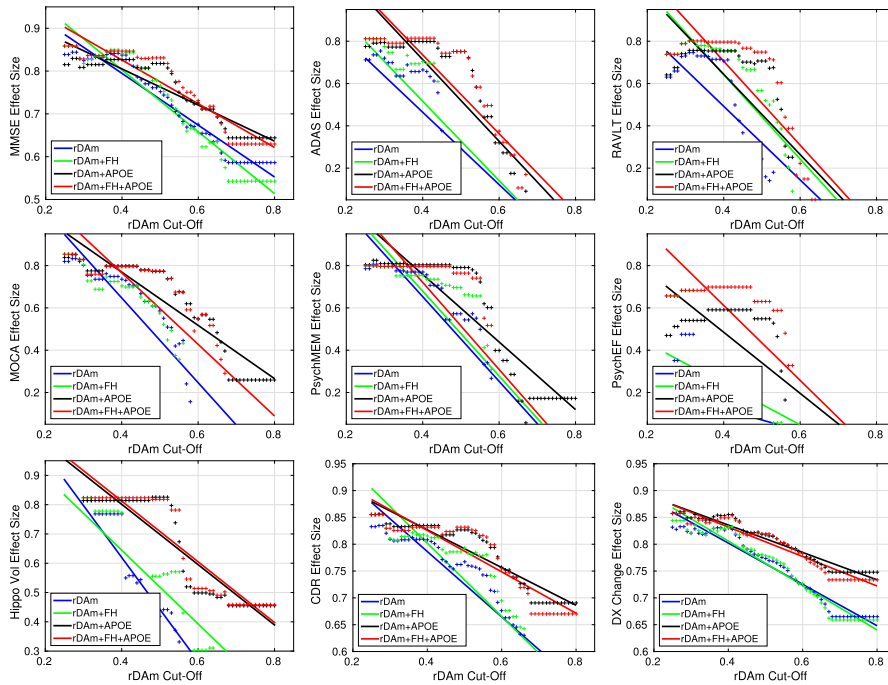 MMSE Effect Size
0.9
0.8
0.7
0.6
0.5
rDAm
rDAm+FH
rDAm+APOE
rDAm+FH+APOE
0.2 0.4 0.6 0.8
rDAm Cut-Off
ADAS Effect Size
0.8
0.6
0.4
0.2
rDAm
rDAm+FH
rDAm+APOE
rDAm+FH+APOE
0.2 0.4 0.6 0.8
rDAm Cut-Off
RAVLT Effect Size
0.8
0.6
0.4
0.2
rDAm
rDAm+FH
rDAm+APOE
rDAm+FH+APOE
0.2 0.4 0.6 0.8
rDAm Cut-Off
MOCA Effect Size
0.8
0.6
0.4
0.2
rDAm
rDAm+FH
rDAm+APOE
rDAm+FH+APOE
0.2 0.4 0.6 0.8
rDAm Cut-Off
PsychMEM Effect Size
0.8
0.6
0.4
0.2
rDAm
rDAm+FH
rDAm+APOE
rDAm+FH+APOE
0.2 0.4 0.6 0.8
rDAm Cut-Off
PsychEF Effect Size
0.8
0.6
0.4
0.2
rDAm
rDAm+FH
rDAm+APOE
rDAm+FH+APOE
0.2 0.4 0.6 0.8
rDAm Cut-Off
Hippo Vol Effect Size
0.9
0.8
0.7
0.6
0.5
0.4
0.3
rDAm
rDAm+FH
rDAm+APOE
rDAm+FH+APOE
0.2 0.4 0.6 0.8
rDAm Cut-Off
CDR Effect Size
0.95
0.9
0.85
0.8
0.75
0.7
0.65
0.6
rDAm
rDAm+FH
rDAm+APOE
rDAm+FH+APOE
0.2 0.4 0.6 0.8
rDAm Cut-Off
DX Change Effect Size
0.95
0.9
0.85
0.8
0.75
0.7
0.65
0.6
rDAm
rDAm+FH
rDAm+APOE
rDAm+FH+APOE
0.2 0.4 0.6 0.8
rDAm Cut-Off